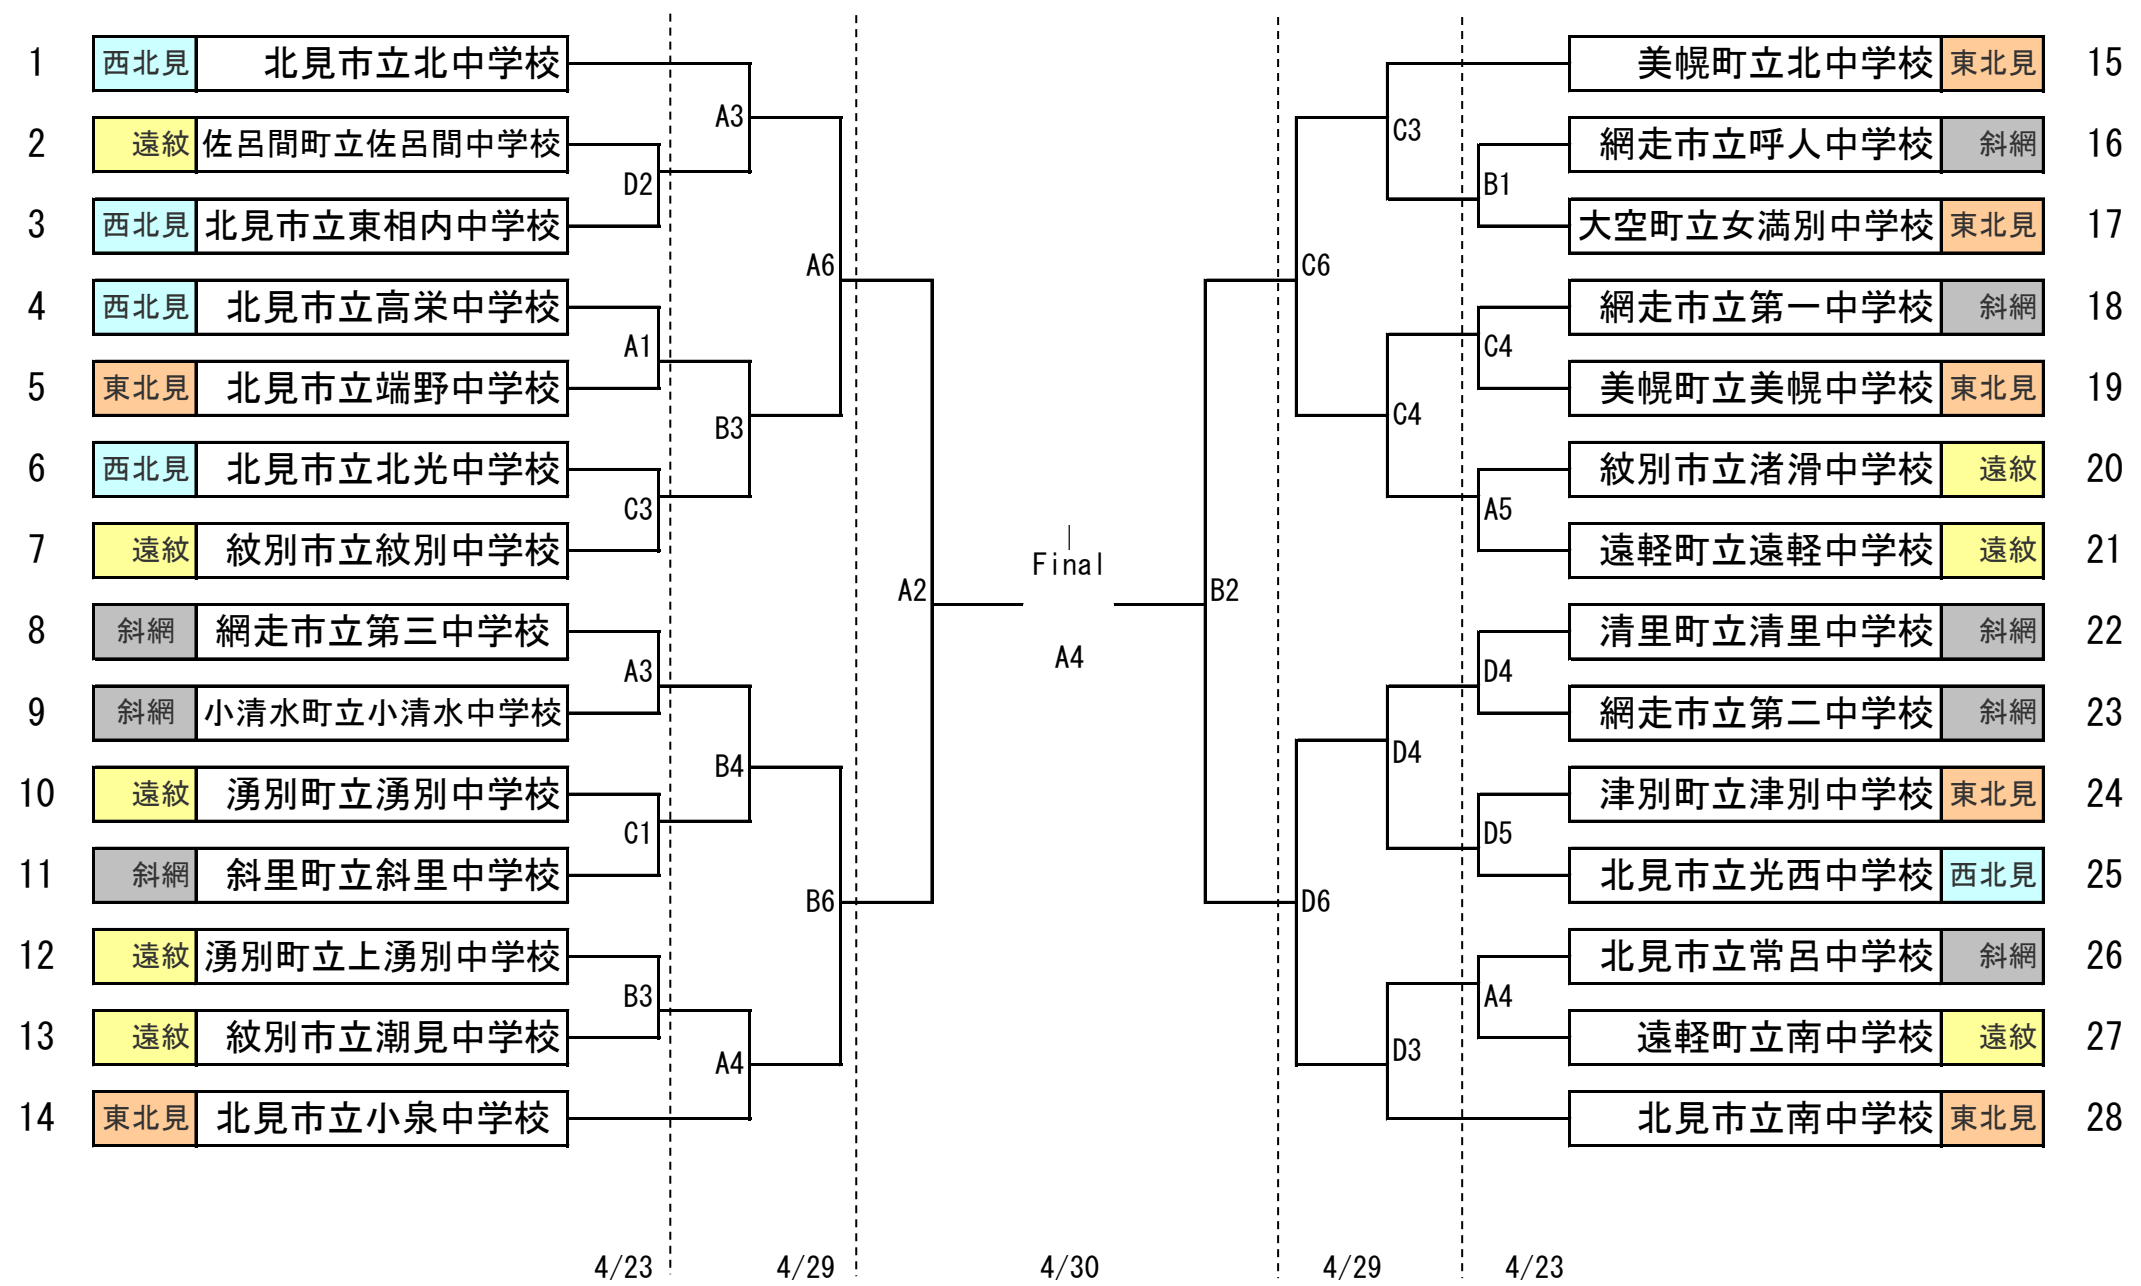 1 西北見 北見市立北中学校
2 遠紋 佐呂間町立佐呂間中学校
3 西北見 北見市立東相内中学校
4 西北見 北見市立高栄中学校
5 東北見 北見市立端野中学校
6 西北見 北見市立北光中学校
7 遠紋 紋別市立紋別中学校
8 斜網 網走市立第三中学校
9 斜網 小清水町立小清水中学校
10 遠紋 湧別町立湧別中学校
11 斜網 斜里町立斜里中学校
12 遠紋 湧別町立上湧別中学校
13 遠紋 紋別市立潮見中学校
14 東北見 北見市立小泉中学校
D2
A1
C3
A3
C1
B3
A3
B3
B4
A4
A6
B6
A2
Final
A4
B2
C6
D6
C3
C4
D4
D3
B1
C4
A5
D4
D5
A4
美幌町立北中学校 東北見 15
網走市立呼人中学校 斜網 16
大空町立女満別中学校 東北見 17
網走市立第一中学校 斜網 18
美幌町立美幌中学校 東北見 19
紋別市立渚滑中学校 遠紋 20
遠軽町立遠軽中学校 遠紋 21
清里町立清里中学校 斜網 22
網走市立第二中学校 斜網 23
津別町立津別中学校 東北見 24
北見市立光西中学校 西北見 25
北見市立常呂中学校 斜網 26
遠軽町立南中学校 遠紋 27
北見市立南中学校 東北見 28
4/23 4/29 4/30 4/29 4/23